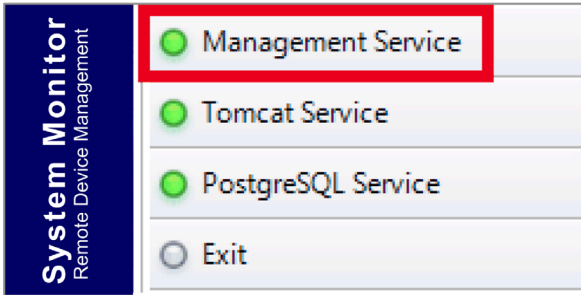 System Monitor
Remote Device Management
Management Service
Tomcat Service
PostgreSQL Service
Exit